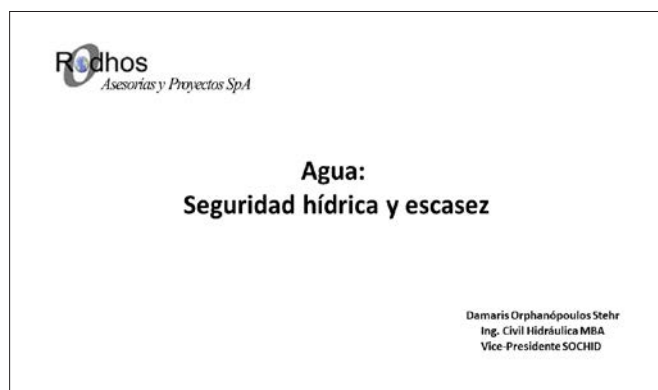 Rodhos
Asesorías y Proyectos SpA
Agua:
Seguridad hídrica y escasez
Damaris Orphanópoulos Stehr
Ing. Civil Hidráulica MBA
Vice-Presidente SOCHID